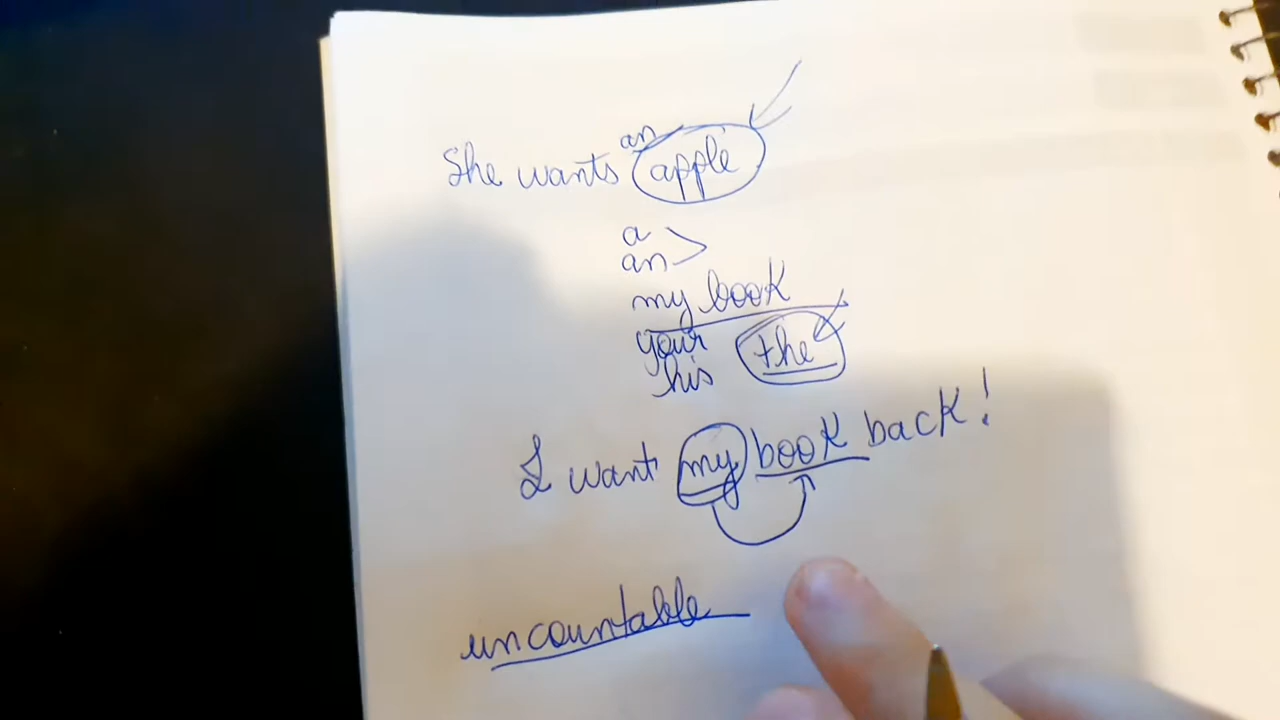 an
She wants apple
a
an
my book
your
the
his
I want my book back!
uncountable